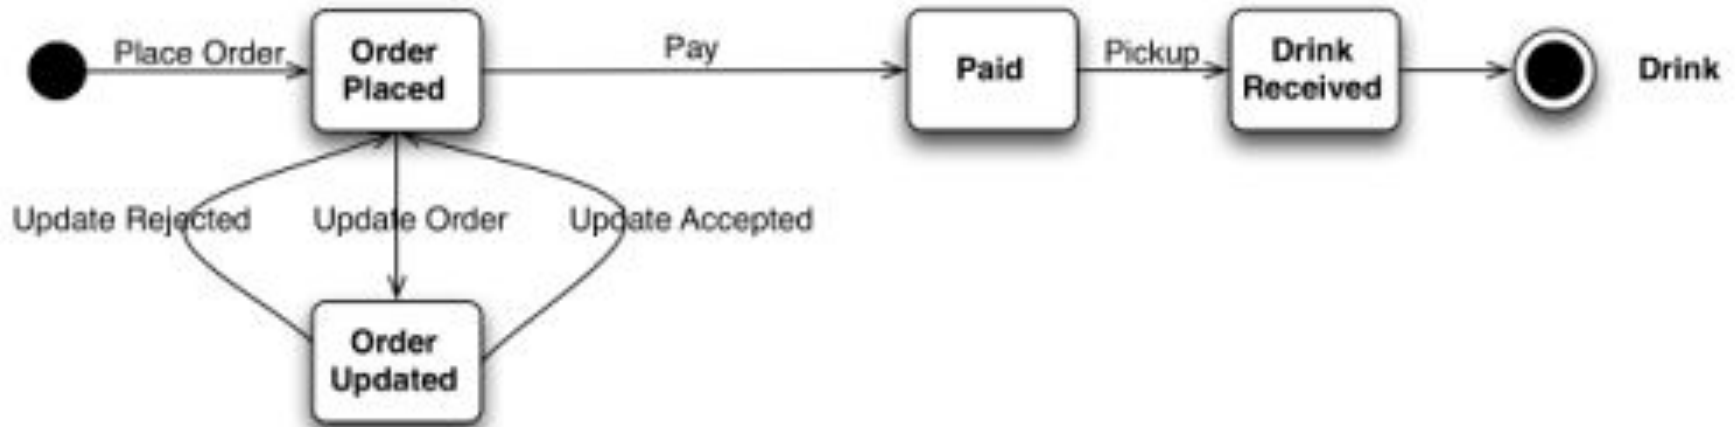 Place Order
Order
Placed
Pay
Paid
Pickup
Drink
Received
Drink
Update Rejected
Update Order
Update Accepted
Order
Updated